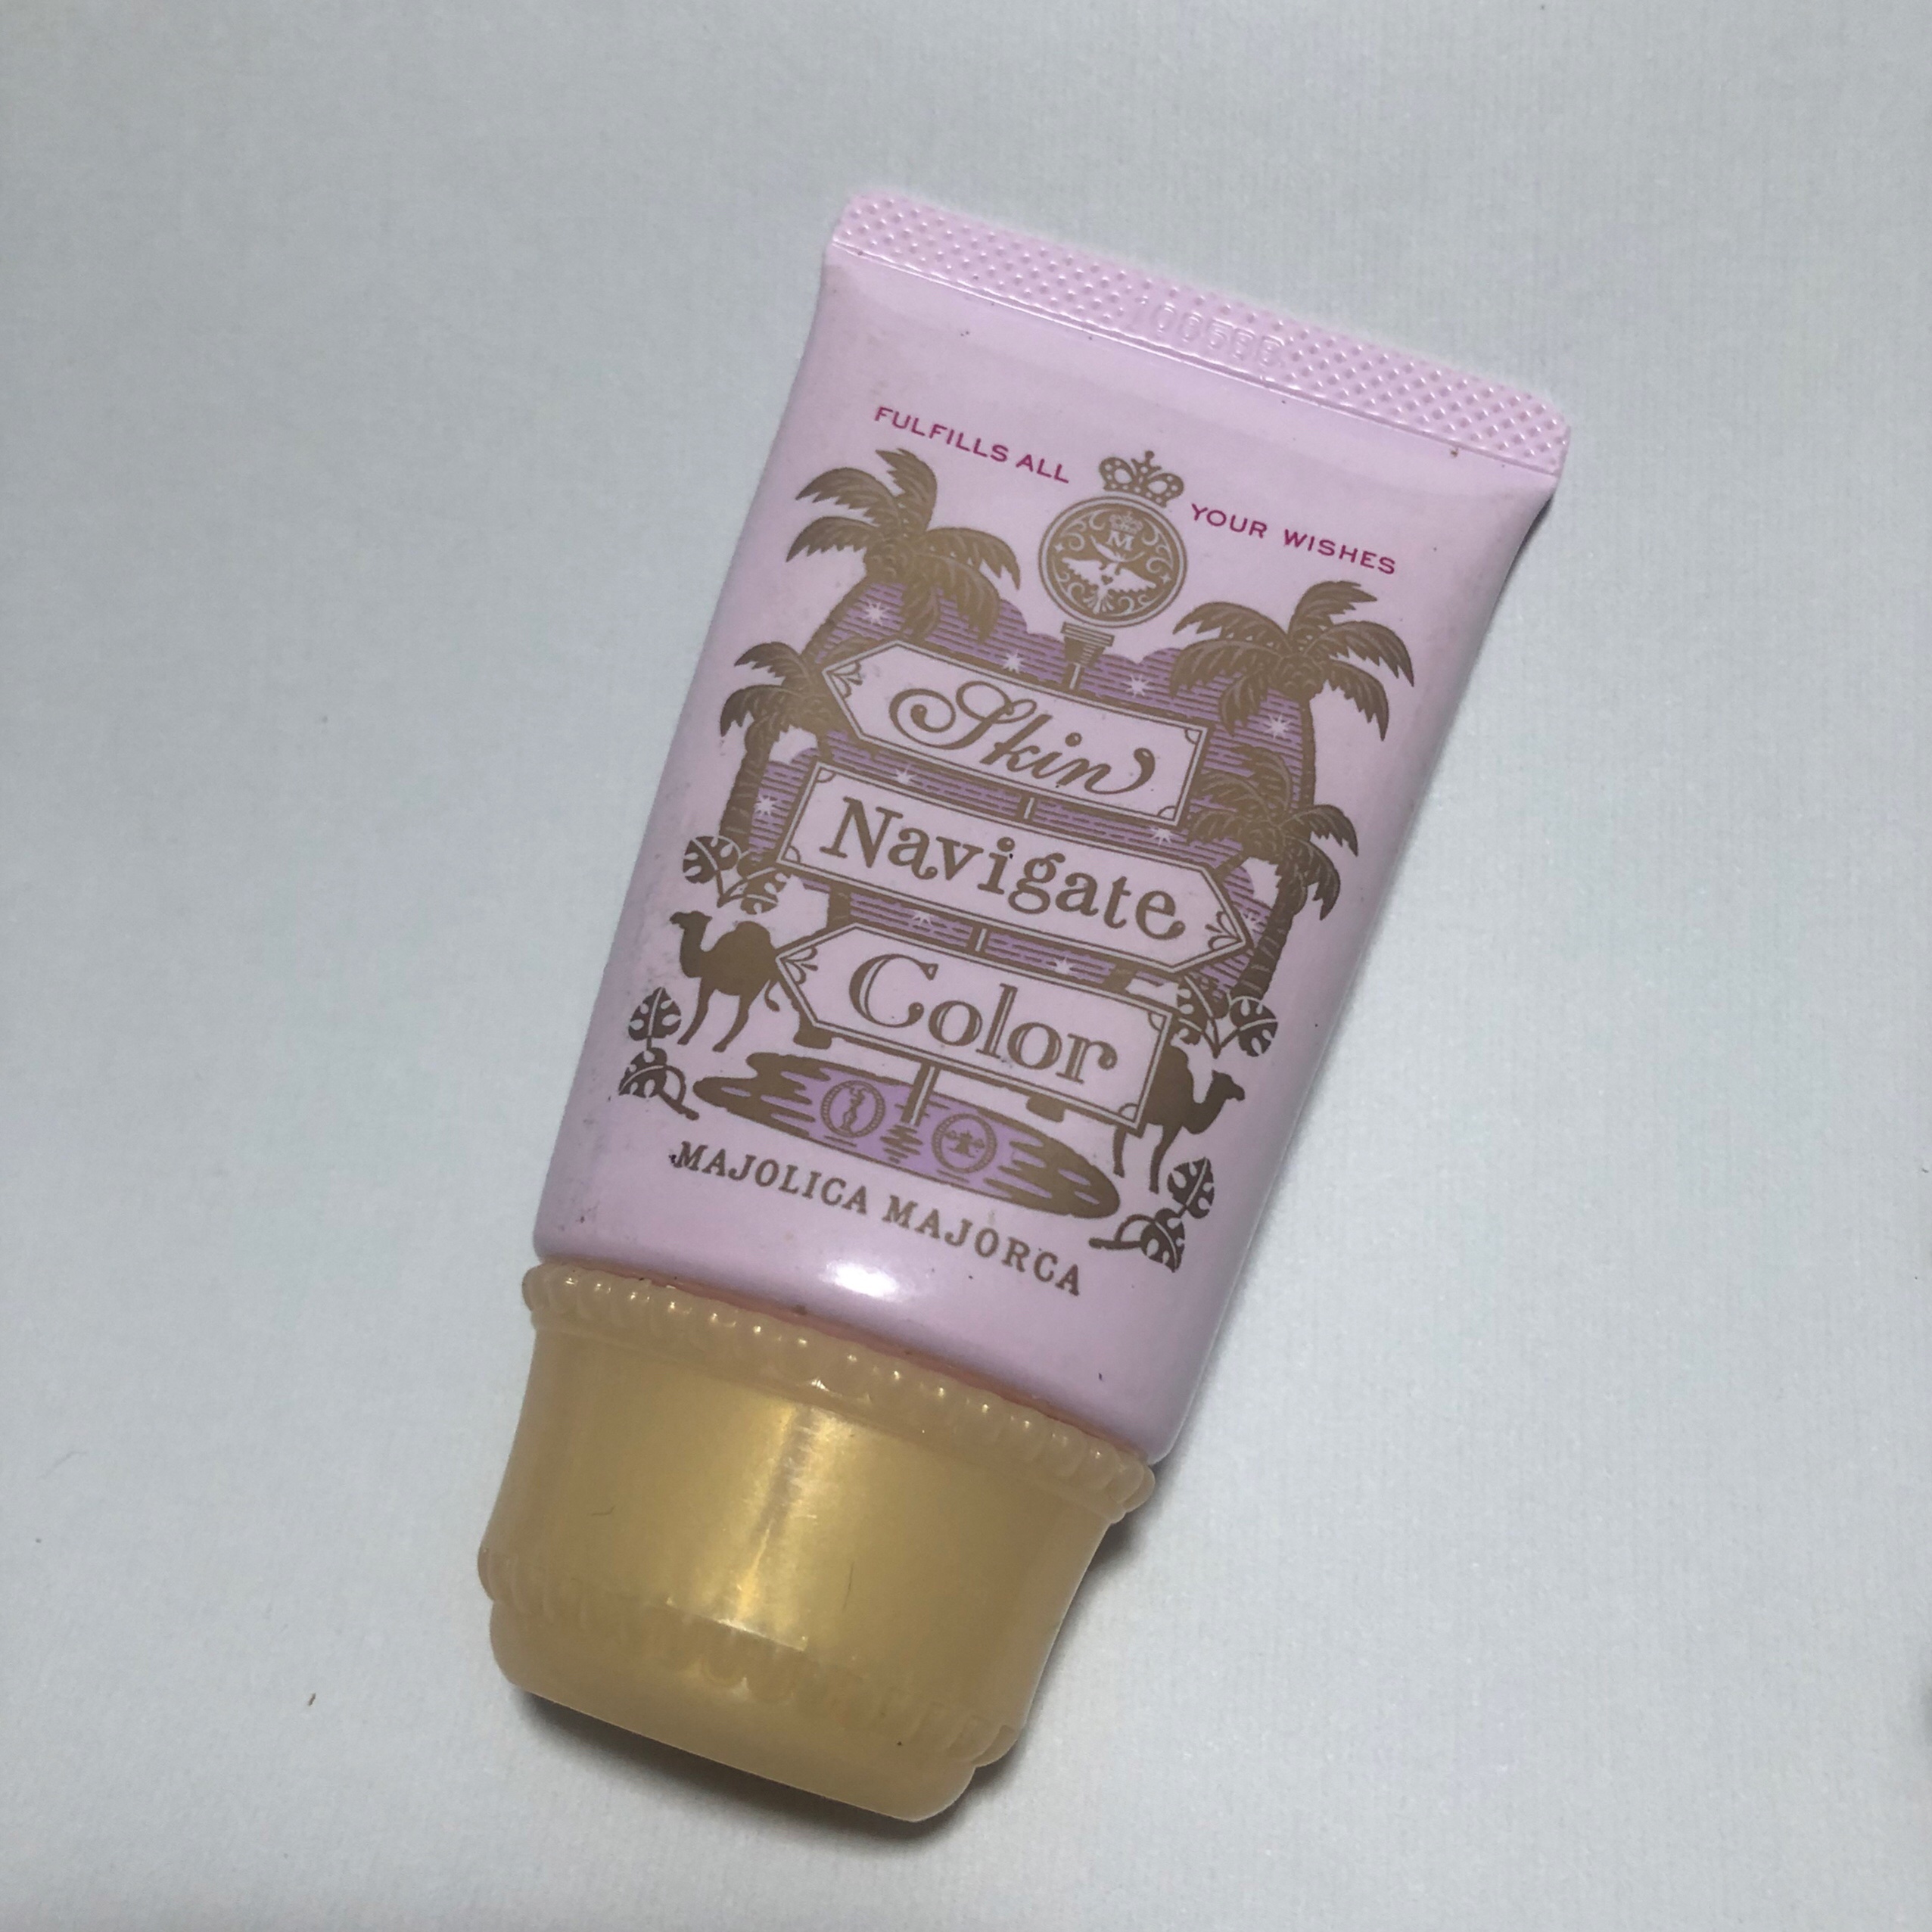 FULFILLS ALL YOUR WISHES
M
Skin
Navigate
Color
MAJOLICA MAJORCA